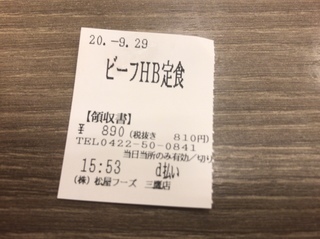 20.-9.29
ビーフHB定食
【領収書】
¥ 890(税抜き 810円)
TEL0422-50-0841
当日当所のみ有効/切り
15:53 d払い
(株)松屋フーズ 三鷹店